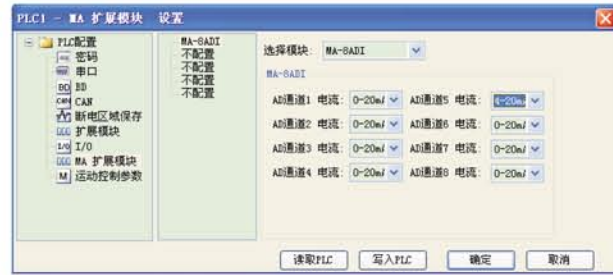 PLC1 - MA 扩展模块 设置
PLC配置
密码
串口
BD BD
CAN CAN
断电区域保存
扩展模块
I/O I/O
MA 扩展模块
M 运动控制参数
MA-8ADI
不配置
不配置
不配置
不配置
选择模块: MA-8ADI
MA-8ADI
AD通道1 电流: 0-20mA AD通道5 电流: 4-20mA
AD通道2 电流: 0-20mA AD通道6 电流: 0-20mA
AD通道3 电流: 0-20mA AD通道7 电流: 0-20mA
AD通道4 电流: 0-20mA AD通道8 电流: 0-20mA
读取PLC 写入PLC 确定 取消